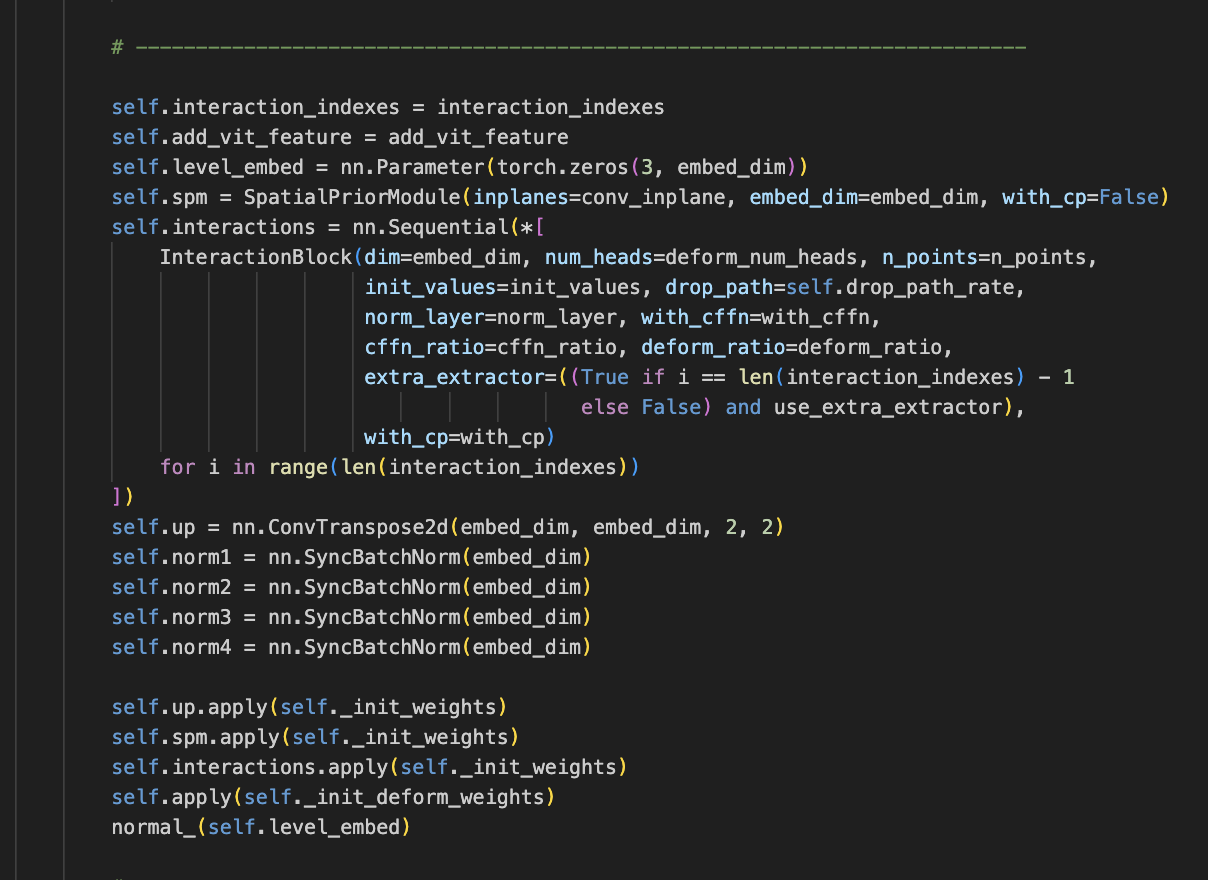 # --------------------------------------------------------------------------
self.interaction_indexes = interaction_indexes
self.add_vit_feature = add_vit_feature
self.level_embed = nn.Parameter(torch.zeros(3, embed_dim))
self.spm = SpatialPriorModule(inplanes=conv_inplane, embed_dim=embed_dim, with_cp=False)
self.interactions = nn.Sequential(*[
    InteractionBlock(dim=embed_dim, num_heads=deform_num_heads, n_points=n_points,
                     init_values=init_values, drop_path=self.drop_path_rate,
                     norm_layer=norm_layer, with_cffn=with_cffn,
                     cffn_ratio=cffn_ratio, deform_ratio=deform_ratio,
                     extra_extractor=((True if i == len(interaction_indexes) - 1
                                       else False) and use_extra_extractor),
                     with_cp=with_cp)
    for i in range(len(interaction_indexes))
])
self.up = nn.ConvTranspose2d(embed_dim, embed_dim, 2, 2)
self.norm1 = nn.SyncBatchNorm(embed_dim)
self.norm2 = nn.SyncBatchNorm(embed_dim)
self.norm3 = nn.SyncBatchNorm(embed_dim)
self.norm4 = nn.SyncBatchNorm(embed_dim)
self.up.apply(self._init_weights)
self.spm.apply(self._init_weights)
self.interactions.apply(self._init_weights)
self.apply(self._init_deform_weights)
normal_(self.level_embed)